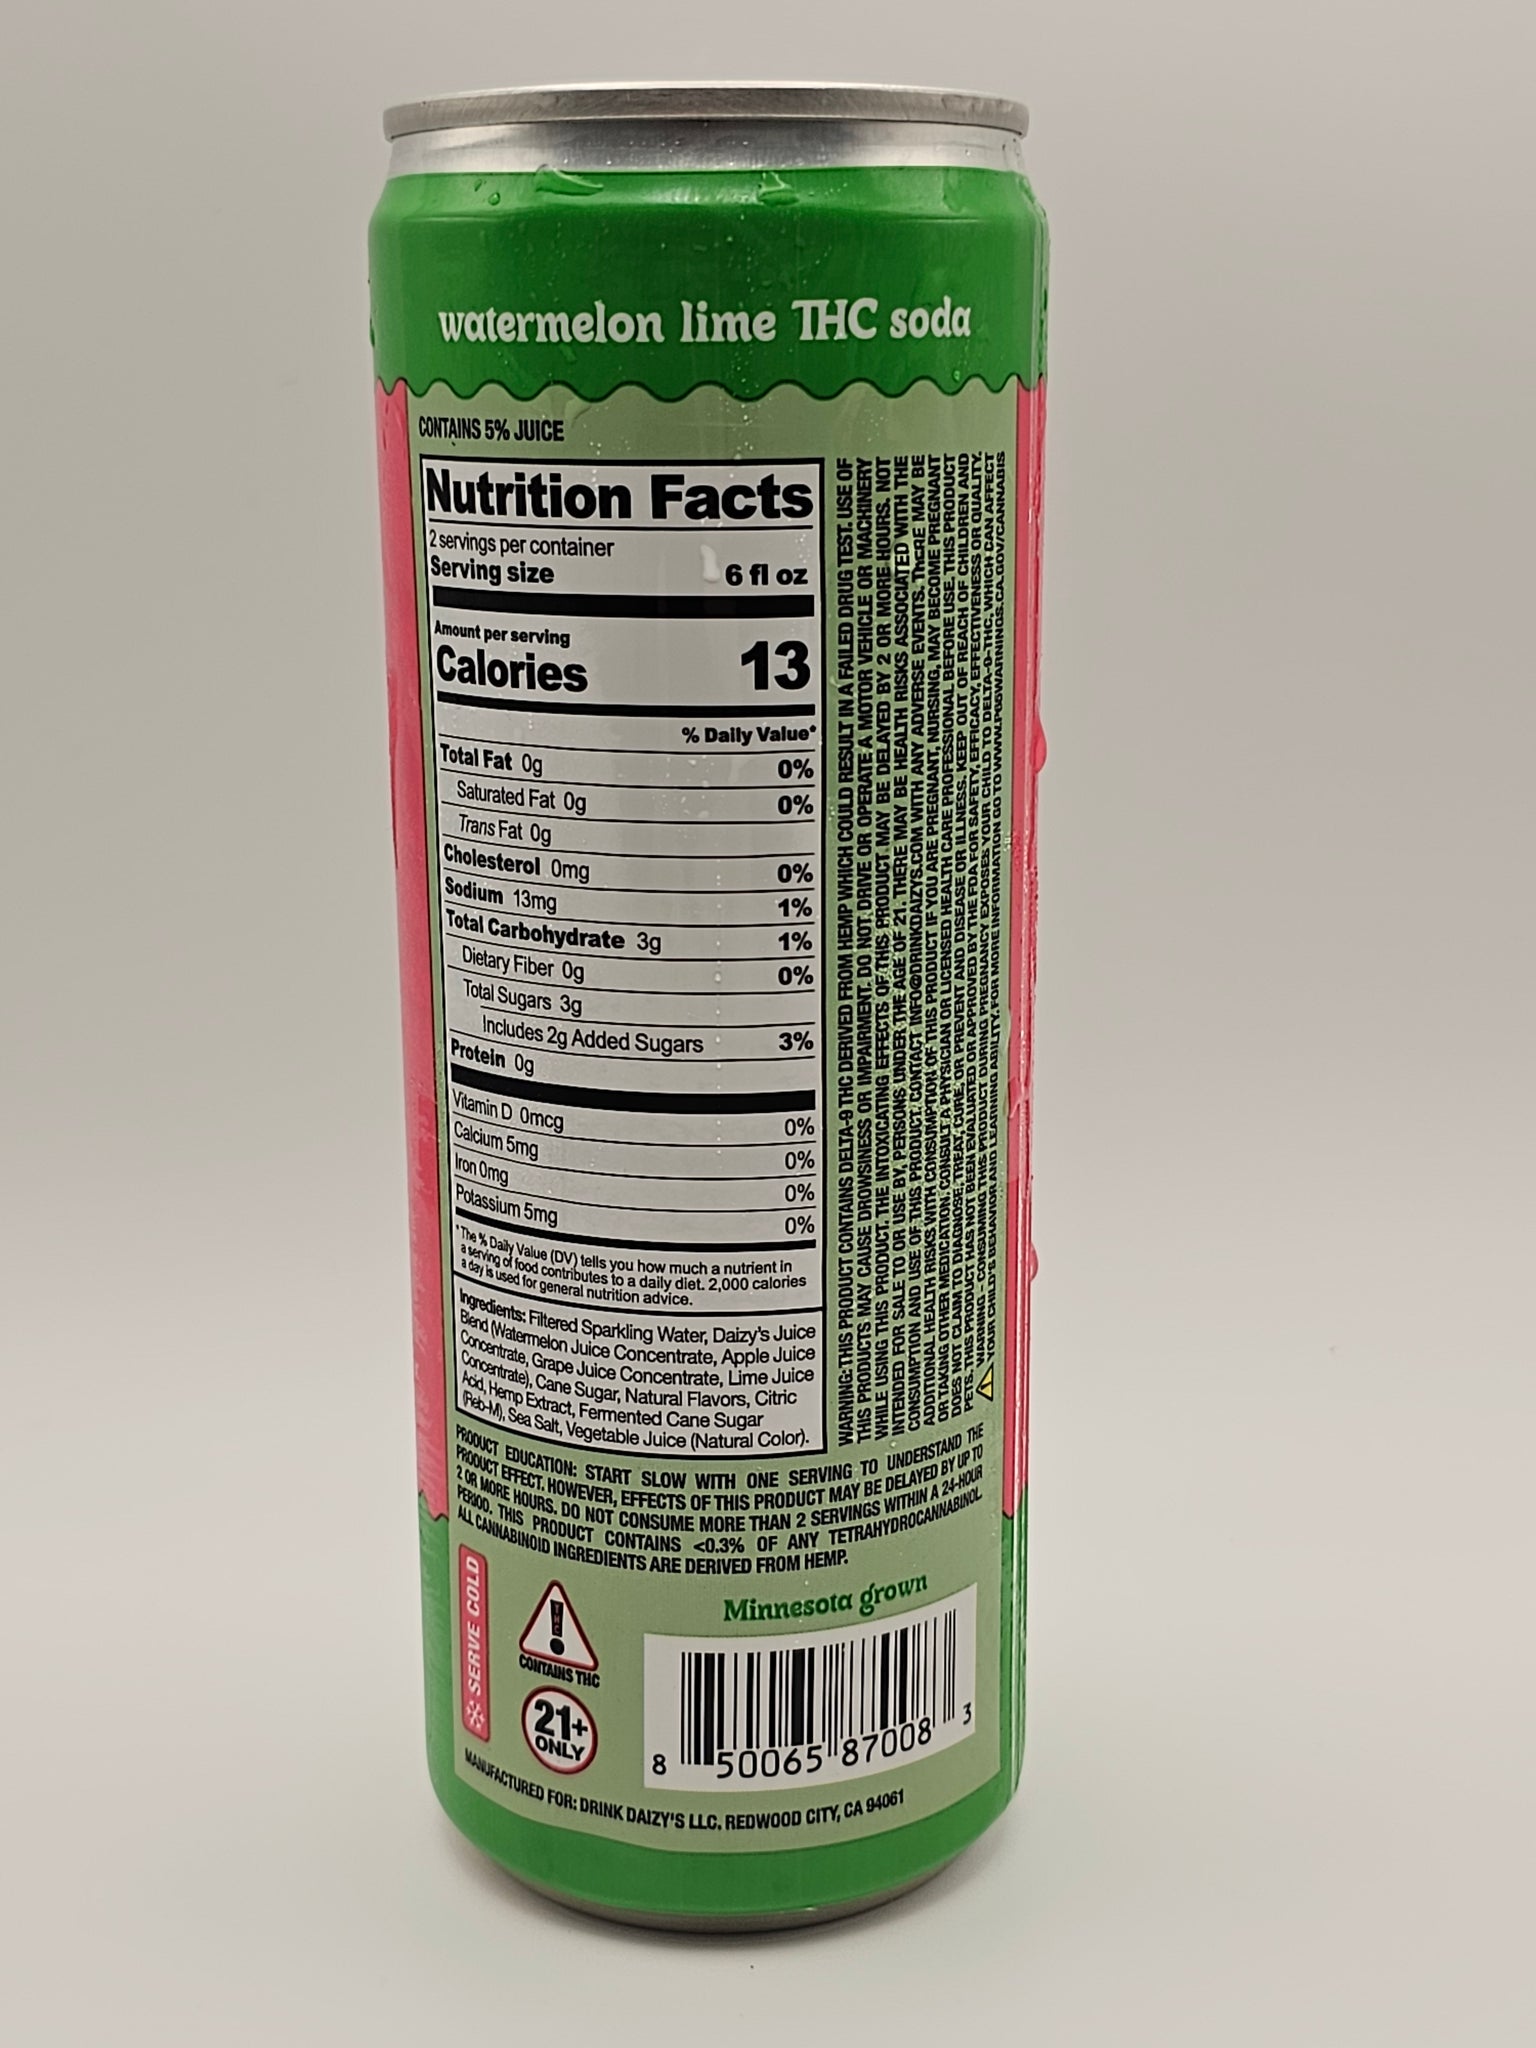 watermelon lime THC soda
CONTAINS 5% JUICE
Nutrition Facts
2 servings per container
Serving size 6 fl oz
Amount per serving
Calories 13
% Daily Value*
Total Fat 0g 0%
Saturated Fat 0g 0%
Trans Fat 0g
Cholesterol 0mg 0%
Sodium 13mg 1%
Total Carbohydrate 3g 1%
Dietary Fiber 0g 0%
Total Sugars 3g
Includes 2g Added Sugars 3%
Protein 0g
Vitamin D 0mcg 0%
Calcium 5mg 0%
Iron 0mg 0%
Potassium 5mg 0%
*The % Daily Value (DV) tells you how much a nutrient in
a serving of food contributes to a daily diet. 2,000 calories
a day is used for general nutrition advice.
Ingredients: Filtered Sparkling Water, Daizy's Juice
Blend (Watermelon Juice Concentrate, Apple Juice
Concentrate, Grape Juice Concentrate, Lime Juice
Concentrate), Cane Sugar, Natural Flavors, Citric
Acid, Hemp Extract, Fermented Cane Sugar
(Reb-M), Sea Salt, Vegetable Juice (Natural Color).
WARNING: THIS PRODUCT CONTAINS DELTA-9 THC DERIVED FROM HEMP WHICH COULD RESULT IN A FAILED DRUG TEST. USE OF
THIS PRODUCTS MAY CAUSE DROWSINESS OR IMPAIRMENT. DO NOT DRIVE OR OPERATE A MOTOR VEHICLE OR MACHINERY
WHILE USING THIS PRODUCT. THE INTOXICATING EFFECTS OF THIS PRODUCT MAY BE DELAYED BY 2 OR MORE HOURS. NOT
INTENDED FOR SALE TO OR USE BY, PERSONS UNDER THE AGE OF 21. THERE MAY BE HEALTH RISKS ASSOCIATED WITH THE
CONSUMPTION AND USE OF THIS PRODUCT. CONTACT INFO@DRINKDAIZYS.COM WITH ANY ADVERSE EVENTS. THERE MAY BE
ADDITIONAL HEALTH RISKS WITH CONSUMPTION OF THIS PRODUCT IF YOU ARE PREGNANT, NURSING, MAY BECOME PREGNANT
OR TAKING OTHER MEDICATION. CONSULT A PHYSICIAN OR LICENSED HEALTH CARE PROFESSIONAL BEFORE USE. THIS PRODUCT
DOES NOT CLAIM TO DIAGNOSE, TREAT, CURE, OR PREVENT AND DISEASE OR ILLNESS. KEEP OUT OF REACH OF CHILDREN AND
PETS. THIS PRODUCT HAS NOT BEEN EVALUATED OR APPROVED BY THE FDA FOR SAFETY, EFFICACY, EFFECTIVENESS OR QUALITY.
WARNING - CONSUMING THIS PRODUCT DURING PREGNANCY EXPOSES YOUR CHILD TO DELTA-9-THC, WHICH CAN AFFECT
YOUR CHILD'S BEHAVIOR AND LEARNING ABILITY. FOR MORE INFORMATION GO TO WWW.P65WARNINGS.CA.GOV/CANNABIS
PRODUCT EDUCATION: START SLOW WITH ONE SERVING TO UNDERSTAND THE
PRODUCT EFFECT. HOWEVER, EFFECTS OF THIS PRODUCT MAY BE DELAYED BY UP TO
2 OR MORE HOURS. DO NOT CONSUME MORE THAN 2 SERVINGS WITHIN A 24-HOUR
PERIOD. THIS PRODUCT CONTAINS <0.3% OF ANY TETRAHYDROCANNABINOL.
ALL CANNABINOID INGREDIENTS ARE DERIVED FROM HEMP.
SERVE COLD
THC
CONTAINS THC
21+
ONLY
Minnesota grown
8 50065 87008 3
MANUFACTURED FOR: DRINK DAIZY'S LLC. REDWOOD CITY, CA 94061